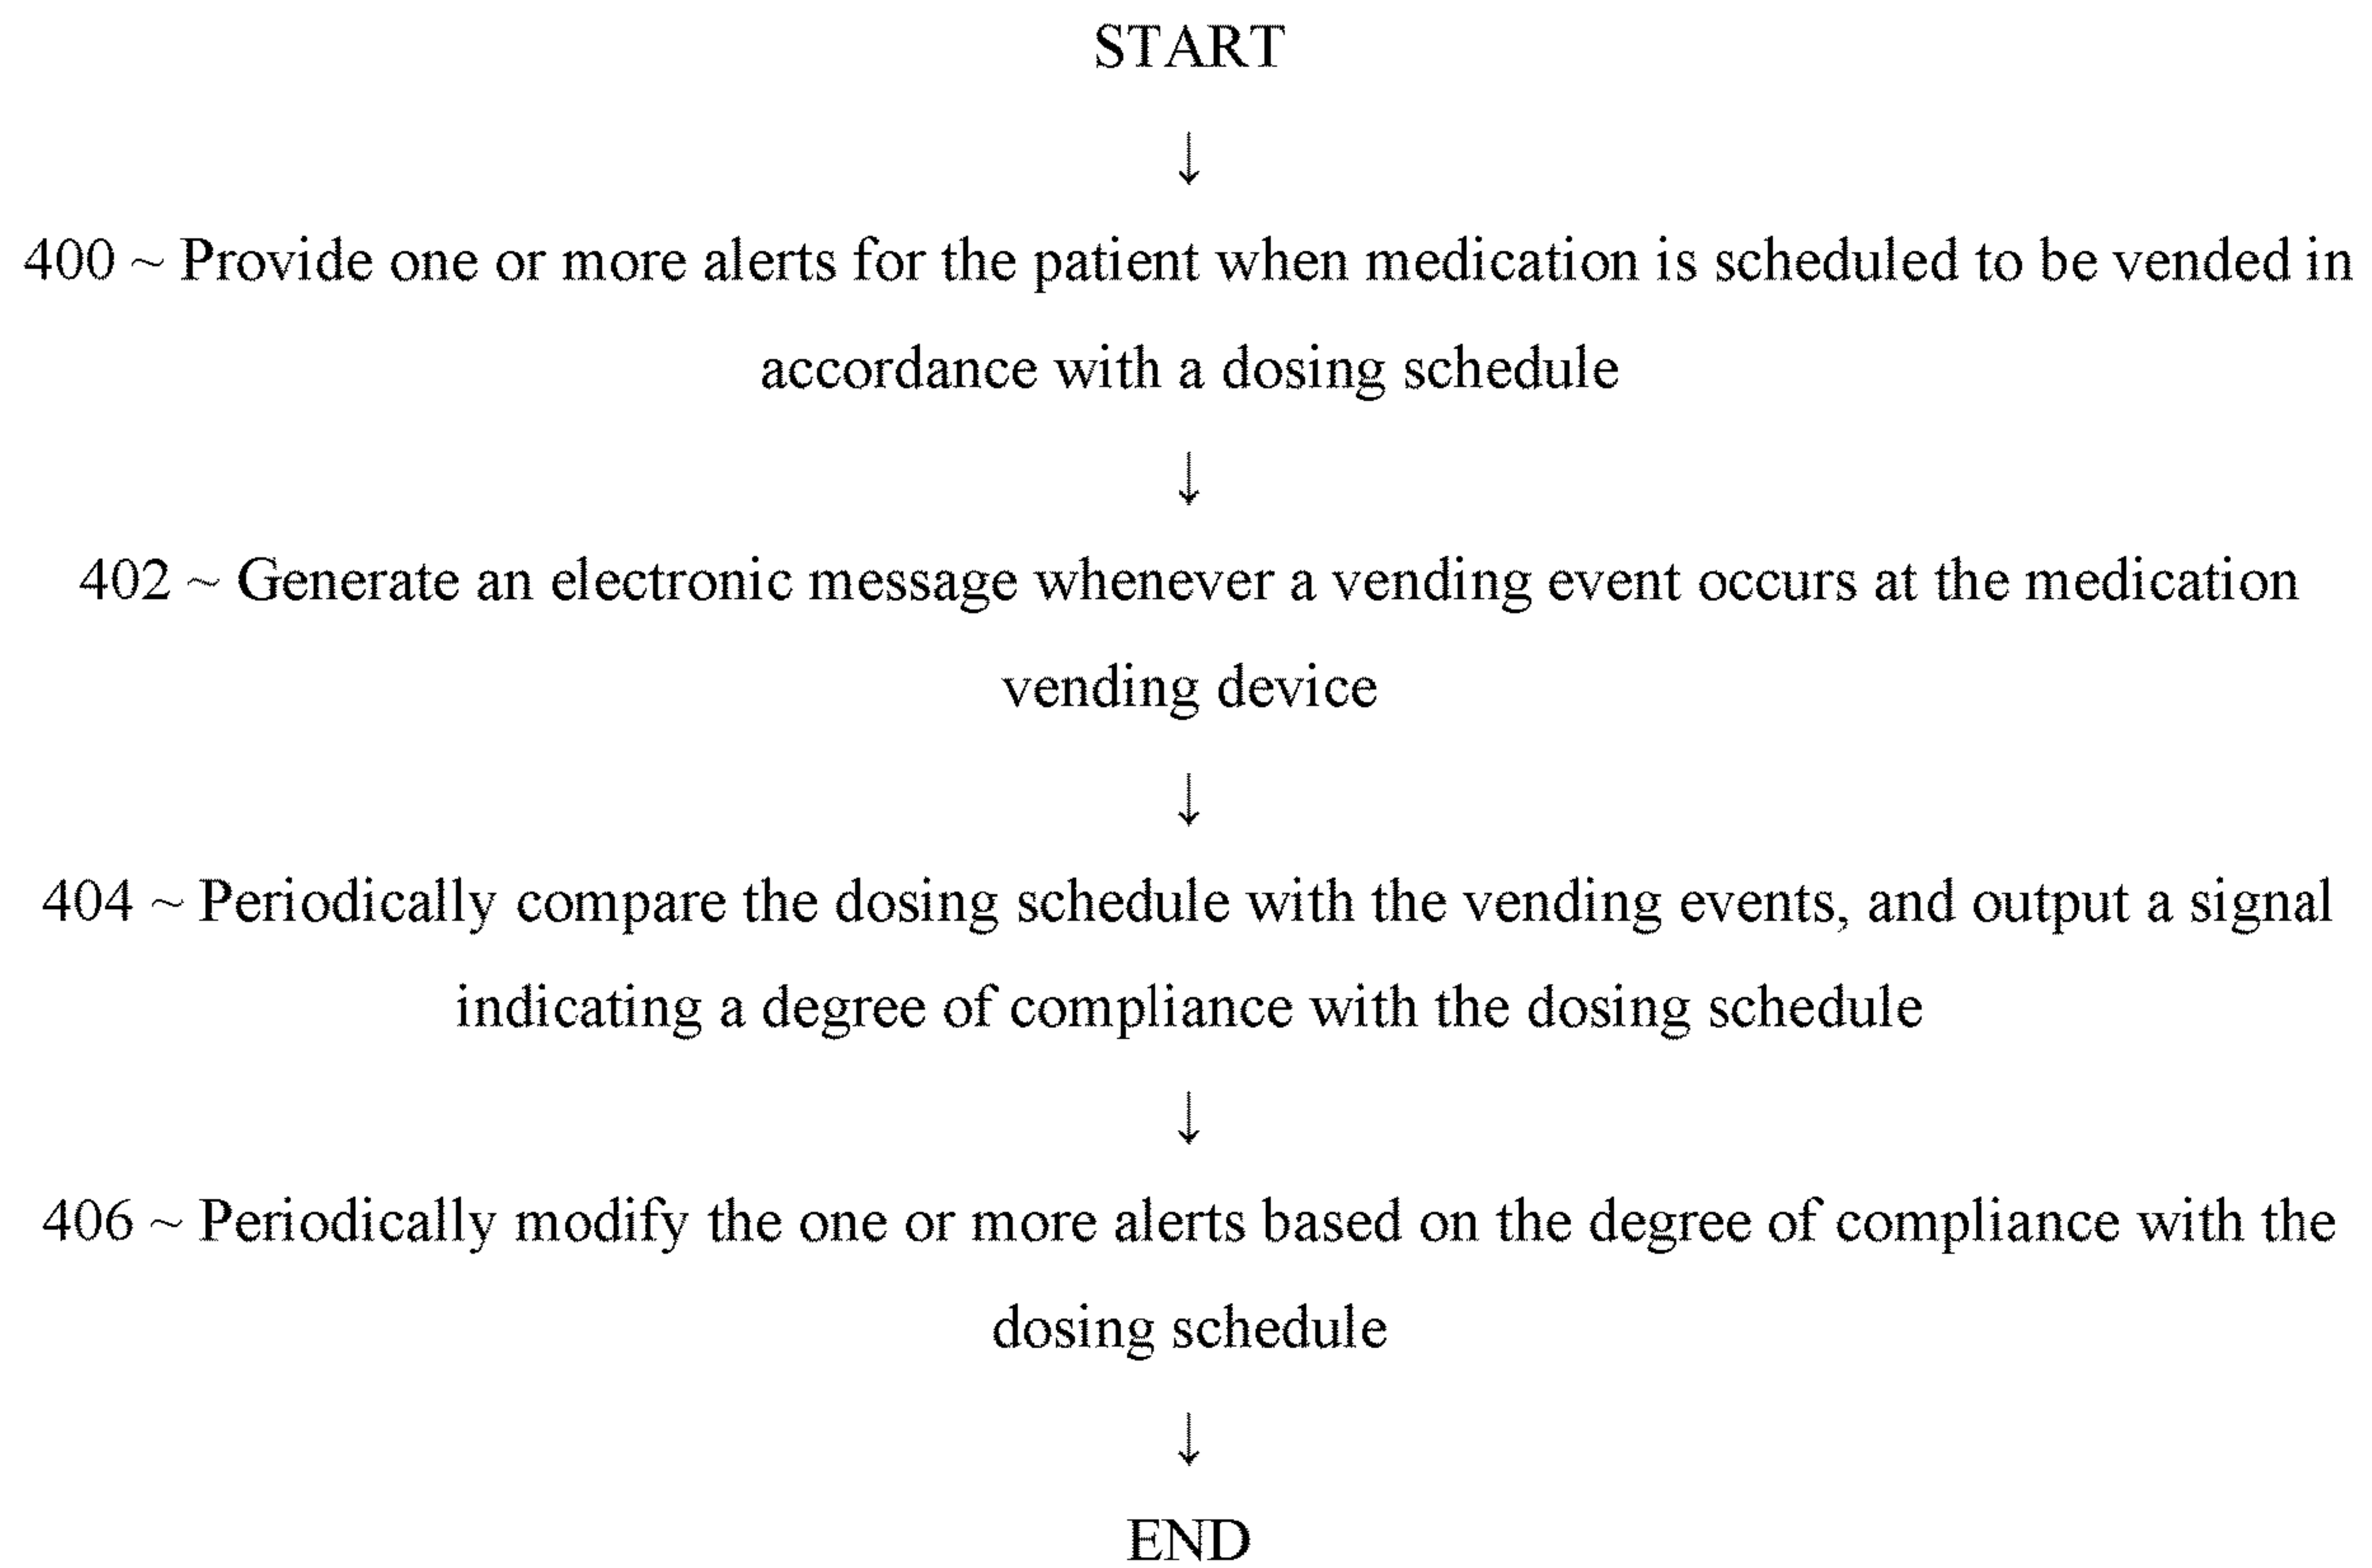 START
↓
400 ~ Provide one or more alerts for the patient when medication is scheduled to be vended in
accordance with a dosing schedule
↓
402 ~ Generate an electronic message whenever a vending event occurs at the medication
vending device
↓
404 ~ Periodically compare the dosing schedule with the vending events, and output a signal
indicating a degree of compliance with the dosing schedule
↓
406 ~ Periodically modify the one or more alerts based on the degree of compliance with the
dosing schedule
↓
END